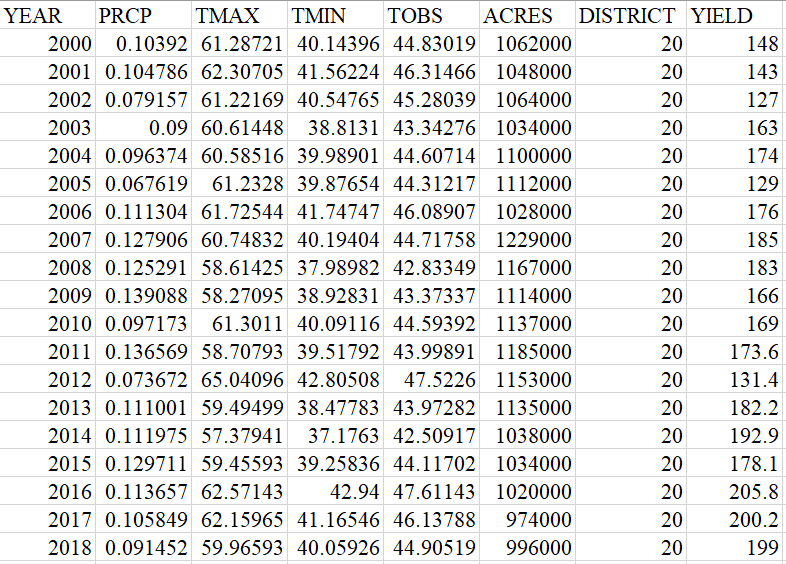 YEAR PRCP TMAX TMIN TOBS ACRES DISTRICT YIELD
2000 0.10392 61.28721 40.14396 44.83019 1062000 20 148
2001 0.104786 62.30705 41.56224 46.31466 1048000 20 143
2002 0.079157 61.22169 40.54765 45.28039 1064000 20 127
2003 0.09 60.61448 38.8131 43.34276 1034000 20 163
2004 0.096374 60.58516 39.98901 44.60714 1100000 20 174
2005 0.067619 61.2328 39.87654 44.31217 1112000 20 129
2006 0.111304 61.72544 41.74747 46.08907 1028000 20 176
2007 0.127906 60.74832 40.19404 44.71758 1229000 20 185
2008 0.125291 58.61425 37.98982 42.83349 1167000 20 183
2009 0.139088 58.27095 38.92831 43.37337 1114000 20 166
2010 0.097173 61.3011 40.09116 44.59392 1137000 20 169
2011 0.136569 58.70793 39.51792 43.99891 1185000 20 173.6
2012 0.073672 65.04096 42.80508 47.5226 1153000 20 131.4
2013 0.111001 59.49499 38.47783 43.97282 1135000 20 182.2
2014 0.111975 57.37941 37.1763 42.50917 1038000 20 192.9
2015 0.129711 59.45593 39.25836 44.11702 1034000 20 178.1
2016 0.113657 62.57143 42.94 47.61143 1020000 20 205.8
2017 0.105849 62.15965 41.16546 46.13788 974000 20 200.2
2018 0.091452 59.96593 40.05926 44.90519 996000 20 199